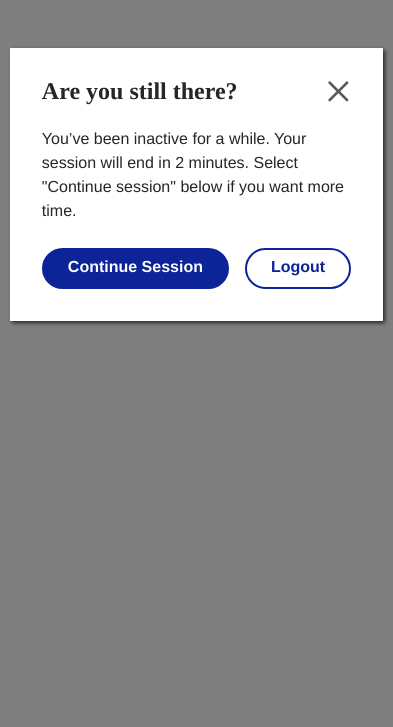 Are you still there?
You’ve been inactive for a while. Your
session will end in 2 minutes. Select
"Continue session" below if you want more
time.
Continue Session
Logout